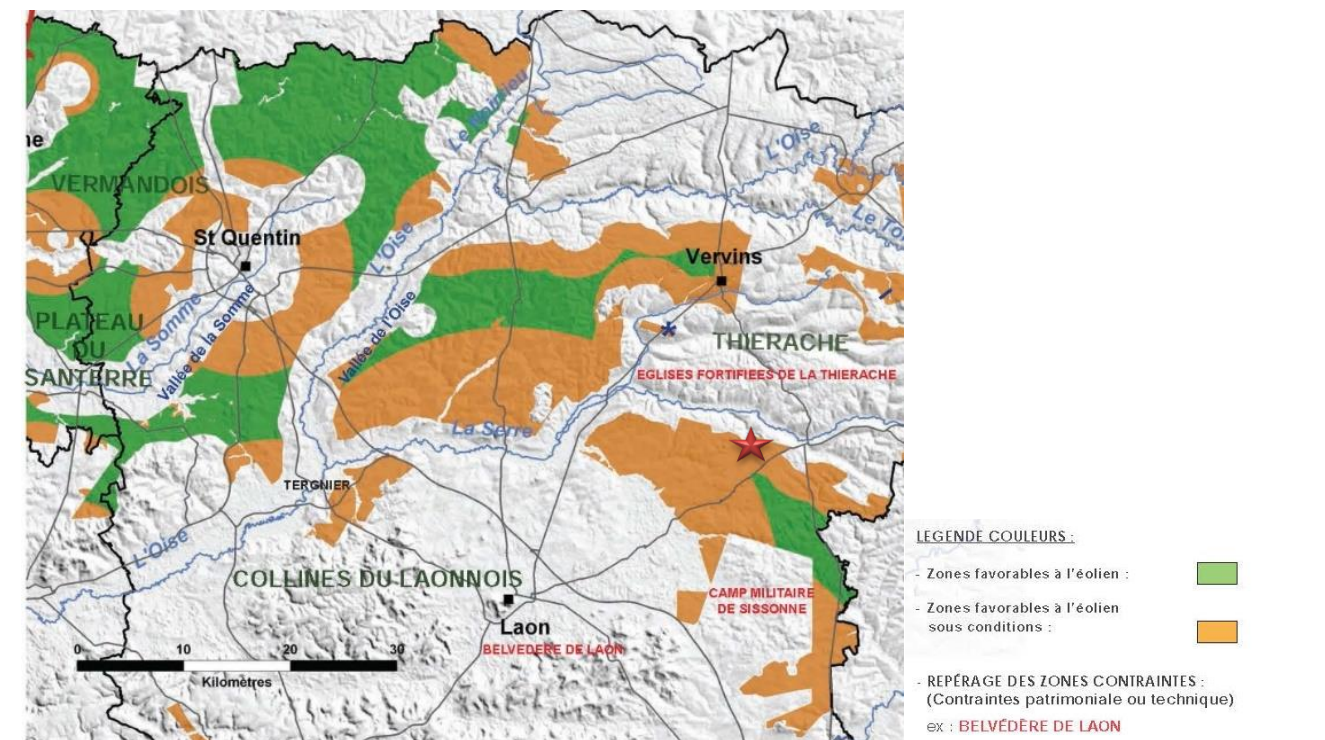 Le Noirrieu
L'Oise
ne
VERMANDOIS
Le To
St Quentin
L'Oise
Vervins
PLATEAU
DU
SANTERRE
La Somme
Vallée de la Somme
Vallée de l'Oise
THIERACHE
EGLISES FORTIFIEES DE LA THIERACHE
La Serre
TERGNIER
L'Oise
COLLINES DU LAONNOIS
CAMP MILITAIRE
DE SISSONNE
Laon
BELVEDERE DE LAON
0 10 20 30
Kilomètres
LEGENDE COULEURS :
- Zones favorables à l'éolien :
- Zones favorables à l'éolien
sous conditions :
- REPÉRAGE DES ZONES CONTRAINTES :
(Contraintes patrimoniale ou technique)
ex : BELVÉDÈRE DE LAON